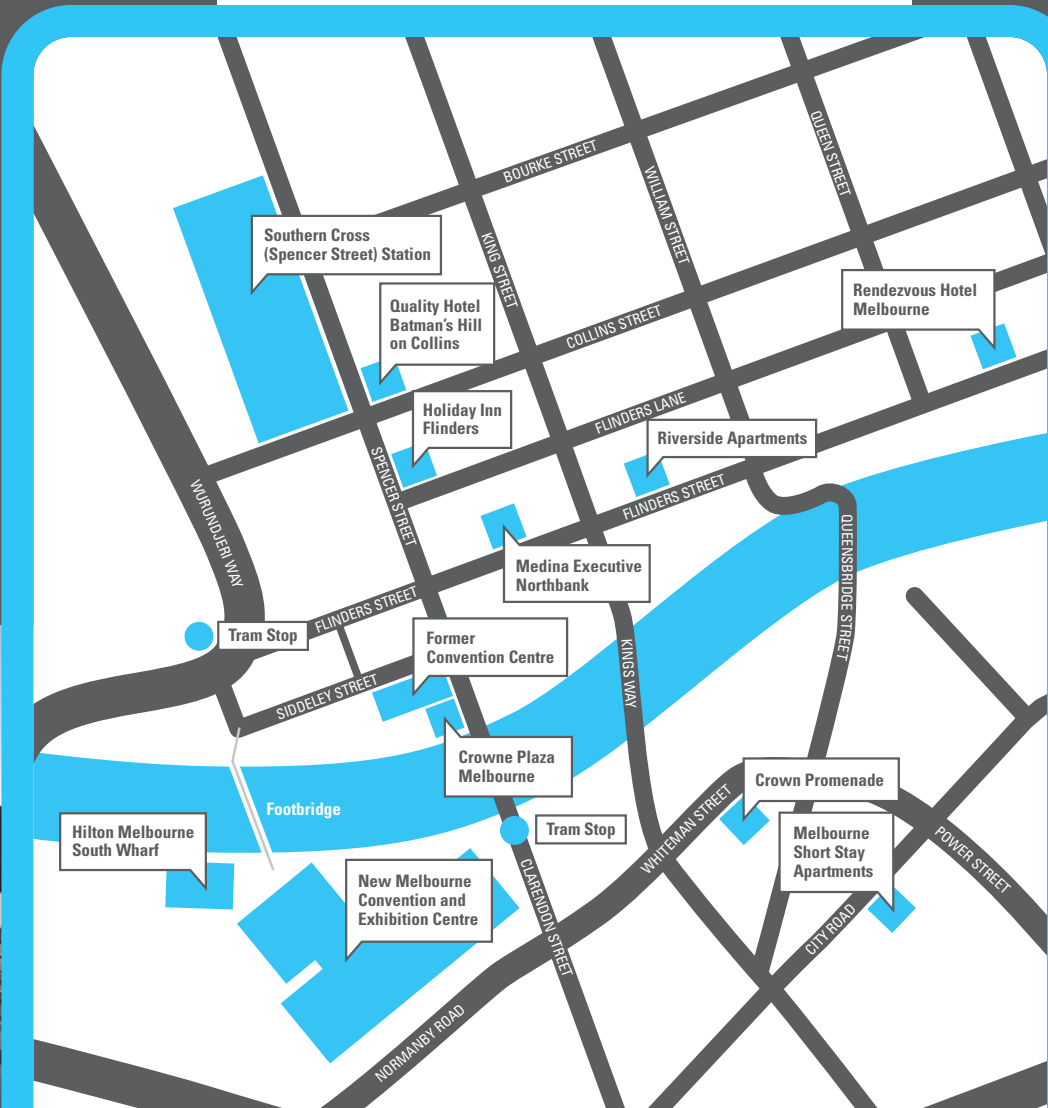 BOURKE STREET
QUEEN STREET
WILLIAM STREET
KING STREET
Southern Cross
(Spencer Street) Station
Quality Hotel
Batman's Hill
on Collins
COLLINS STREET
Rendezvous Hotel
Melbourne
Holiday Inn
Flinders
FLINDERS LANE
Riverside Apartments
SPENCER STREET
FLINDERS STREET
WURUNDJERI WAY
QUEENSBRIDGE STREET
Medina Executive
Northbank
FLINDERS STREET
Tram Stop
Former
Convention Centre
KINGS WAY
SIDDELEY STREET
Crowne Plaza
Melbourne
Crown Promenade
Footbridge
Hilton Melbourne
South Wharf
Tram Stop
WHITEMAN STREET
Melbourne
Short Stay
Apartments
POWER STREET
New Melbourne
Convention and
Exhibition Centre
CLARENDON STREET
CITY ROAD
NORMANBY ROAD